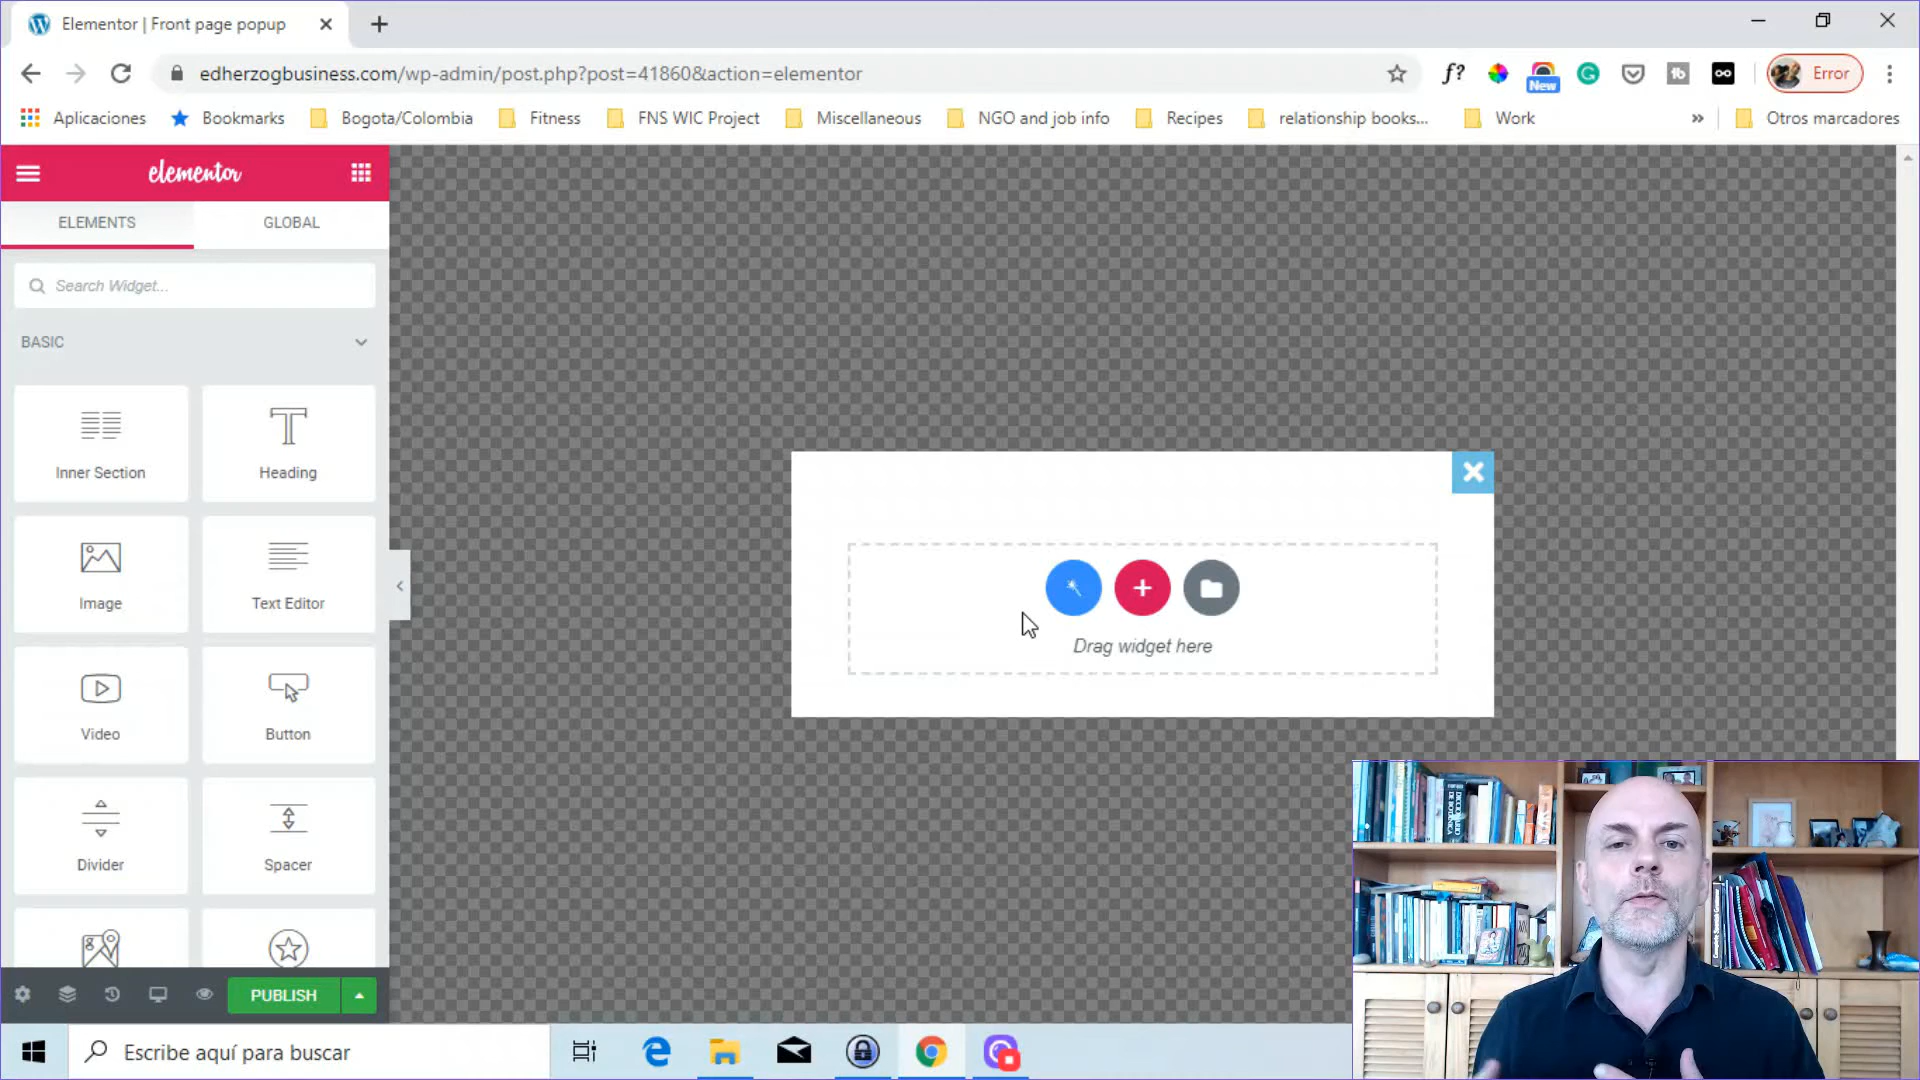 Elementor | Front page popup
edherzogbusiness.com/wp-admin/post.php?post=41860&action=elementor
f?
New
Error
Aplicaciones
Bookmarks
Bogota/Colombia
Fitness
FNS WIC Project
Miscellaneous
NGO and job info
Recipes
relationship books...
Work
»
Otros marcadores
elementor
ELEMENTS
GLOBAL
Search Widget...
BASIC
Inner Section
Heading
Image
Text Editor
Video
Button
Divider
Spacer
Drag widget here
PUBLISH
Escribe aquí para buscar